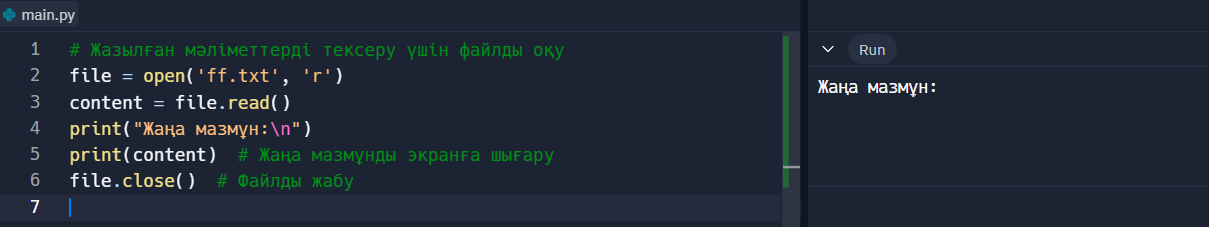 main.py
1 # Жазылған мәліметтерді тексеру үшін файлды оқу
2 file = open('ff.txt', 'r')
3 content = file.read()
4 print("Жаңа мазмұн:\n")
5 print(content)  # Жаңа мазмұнды экранға шығару
6 file.close()  # Файлды жабу
7
Run
Жаңа мазмұн: